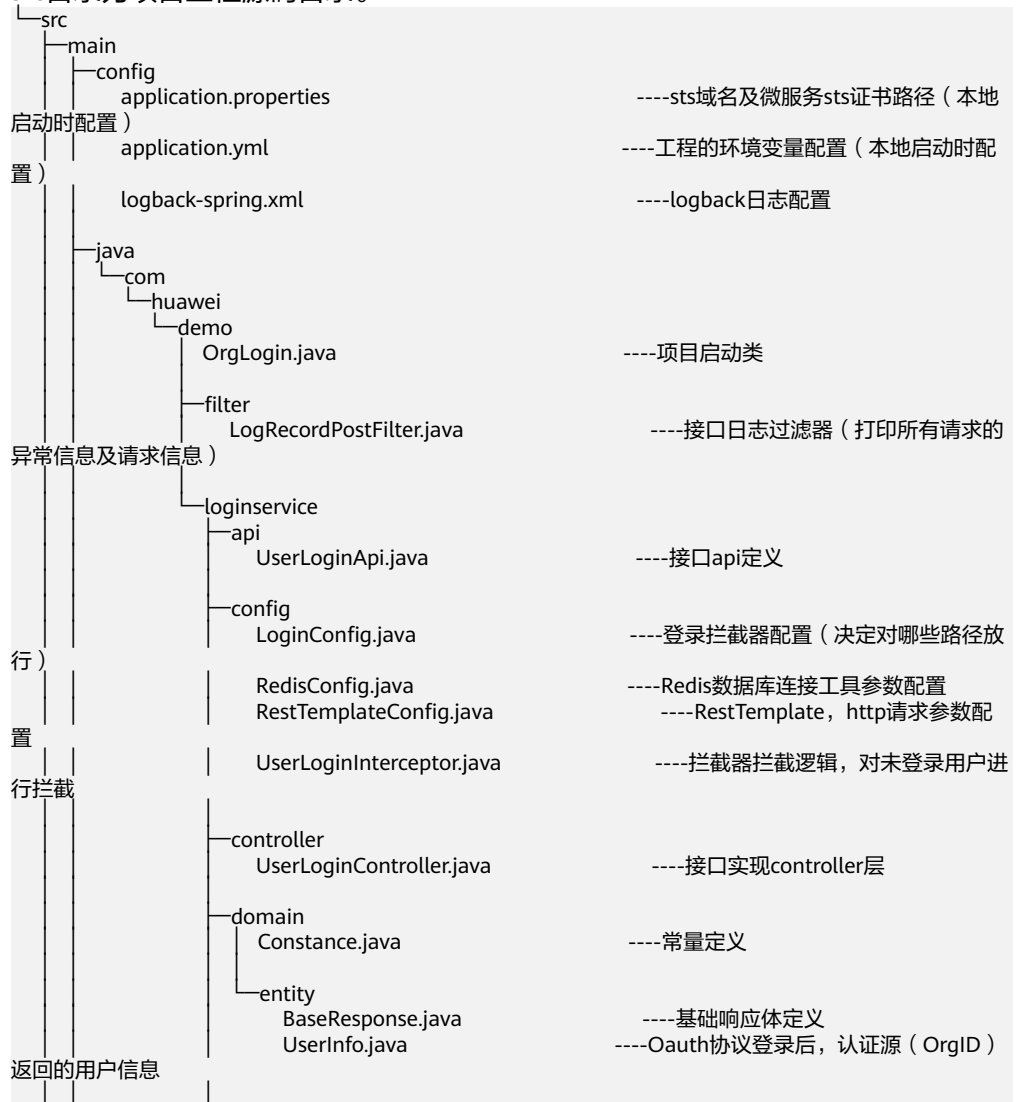 └─src
├─main
├─config
application.properties ----sts域名及微服务sts证书路径（本地
启动时配置）
application.yml ----工程的环境变量配置（本地启动时配
置）
logback-spring.xml ----logback日志配置
├─java
└─com
└─huawei
└─demo
OrgLogin.java ----项目启动类
├─filter
LogRecordPostFilter.java ----接口日志过滤器（打印所有请求的
异常信息及请求信息）
└─loginservice
├─api
UserLoginApi.java ----接口api定义
├─config
LoginConfig.java ----登录拦截器配置（决定对哪些路径放
行）
RedisConfig.java ----Redis数据库连接工具参数配置
RestTemplateConfig.java ----RestTemplate，http请求参数配
置
UserLoginInterceptor.java ----拦截器拦截逻辑，对未登录用户进
行拦截
├─controller
UserLoginController.java ----接口实现controller层
├─domain
Constance.java ----常量定义
└─entity
BaseResponse.java ----基础响应体定义
UserInfo.java ----Oauth协议登录后，认证源（OrgID）
返回的用户信息